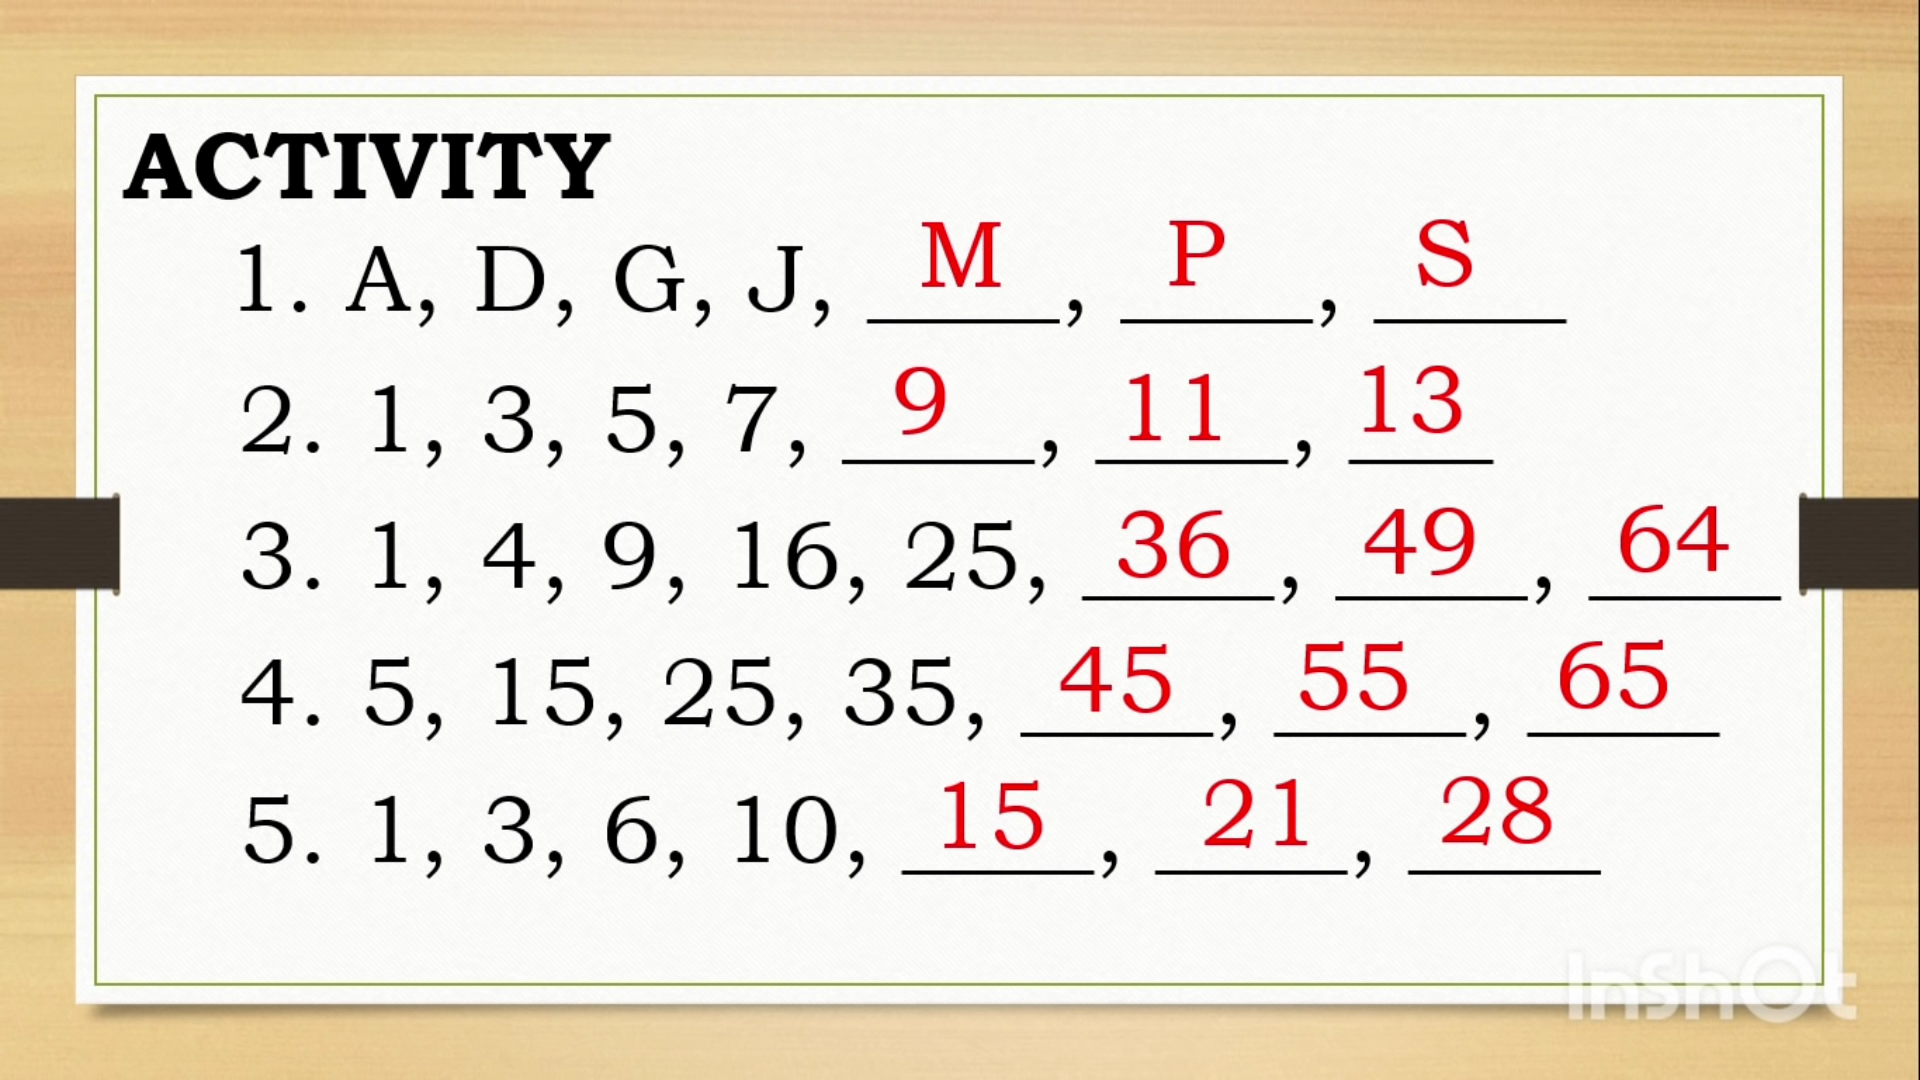 ACTIVITY
1. A, D, G, J, M, P, S
2. 1, 3, 5, 7, 9, 11, 13
3. 1, 4, 9, 16, 25, 36, 49, 64
4. 5, 15, 25, 35, 45, 55, 65
5. 1, 3, 6, 10, 15, 21, 28
InShOt